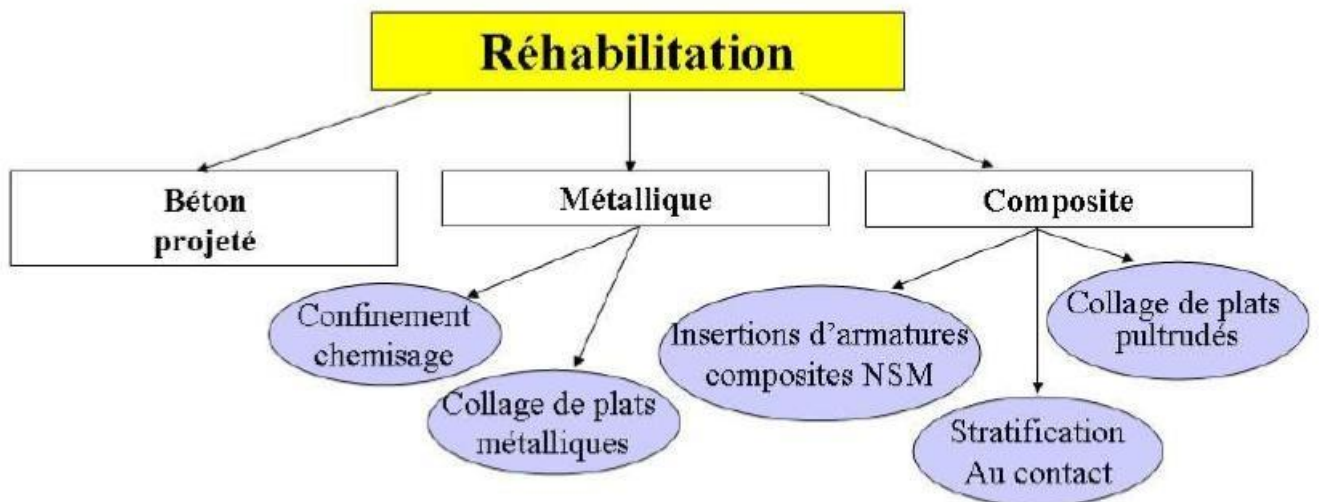 Réhabilitation
Béton
projeté
Métallique
Composite
Confinement
chemisage
Collage de plats
métalliques
Insertions d’armatures
composites NSM
Stratification
Au contact
Collage de plats
pultrudés